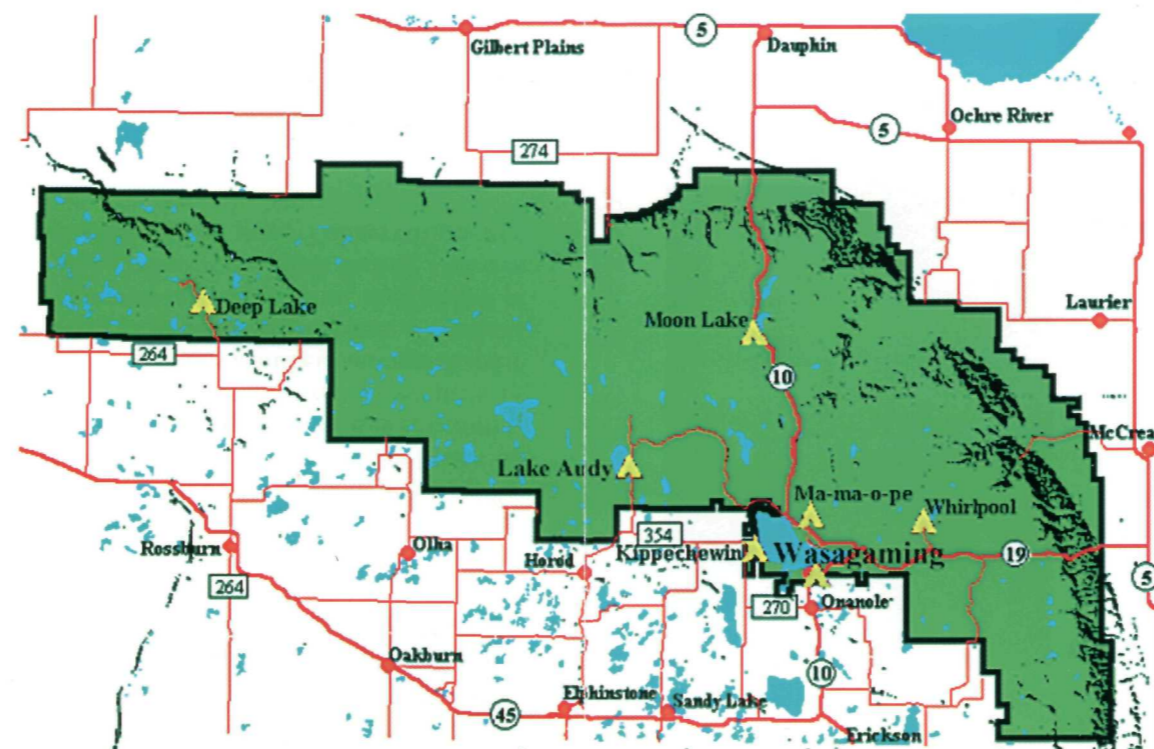 Gilbert Plains
5
Dauphin
5
Ochre River
274
Deep Lake
Laurier
Moon Lake
264
10
McCrea
Lake Audy
Ma-ma-o-pe
Whirlpool
354
Rossburn
Olha
Horod
Kippechewin
Wasagaming
19
5
264
270
Onanole
Oakburn
10
Elphinstone
Sandy Lake
45
Erickson